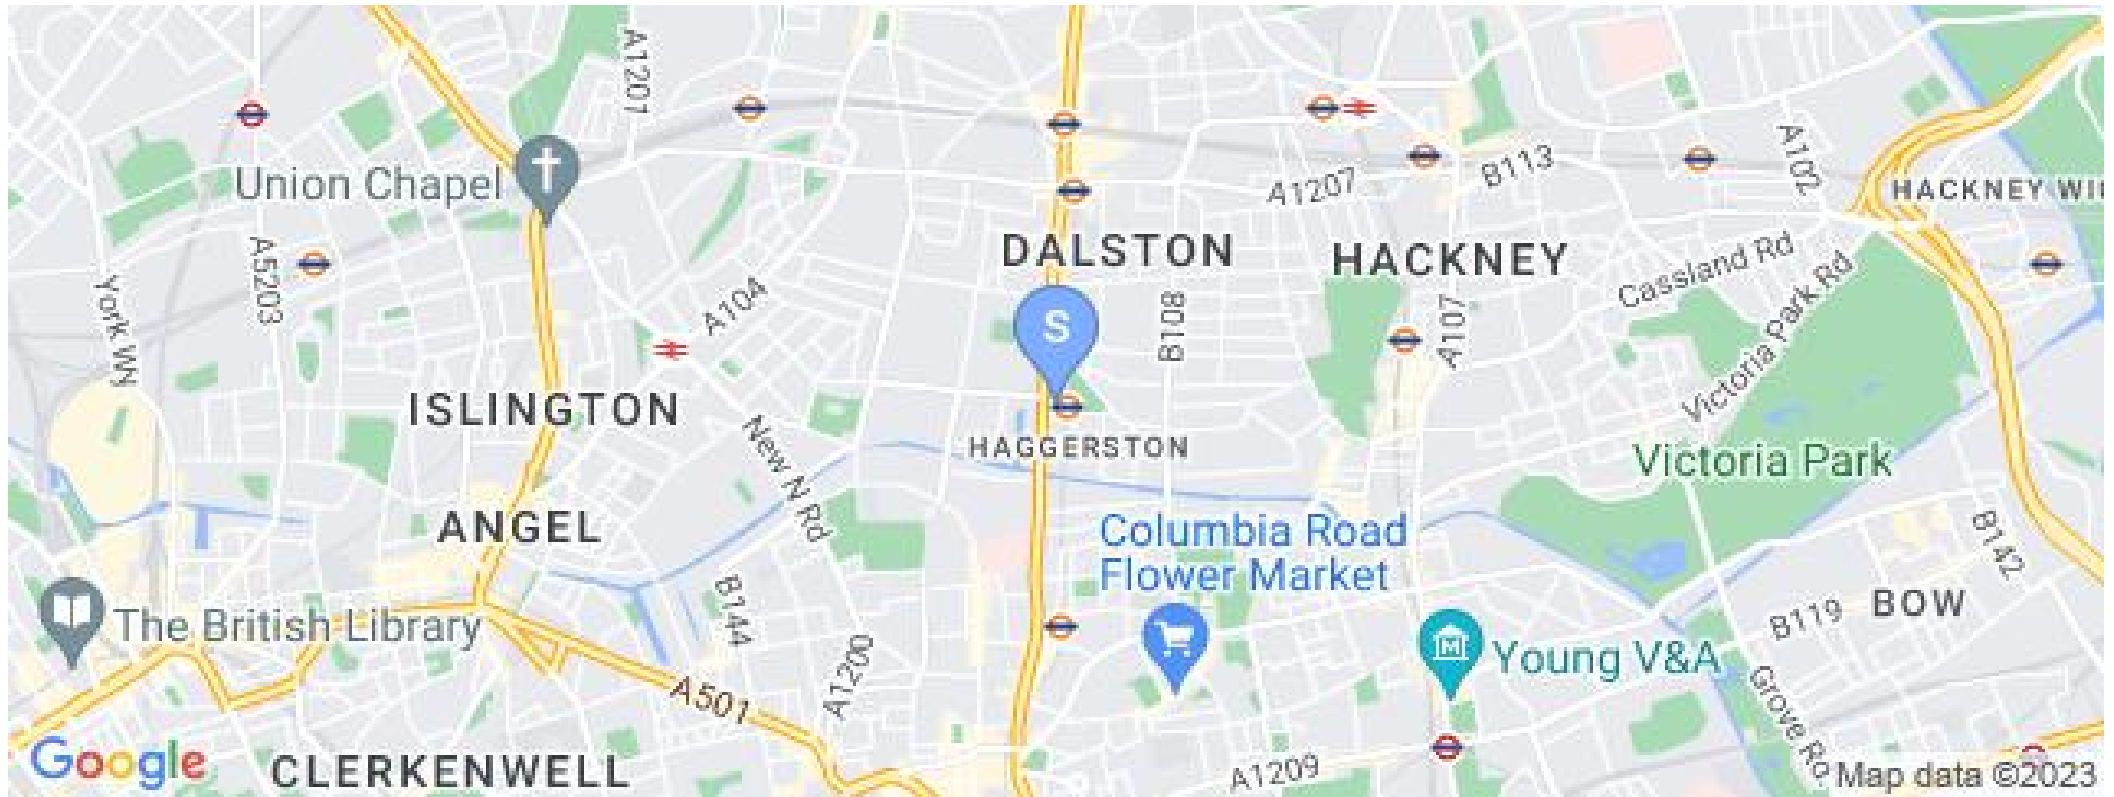 A1201
Union Chapel
A1207
B113
A102
HACKNEY WI
A5203
York WY
DALSTON
HACKNEY
Cassland Rd
Victoria Park Rd
A104
S
B108
A107
ISLINGTON
New N Rd
HAGGERSTON
Victoria Park
ANGEL
Columbia Road
Flower Market
B142
The British Library
B144
A1200
M
Young V&A
B119
BOW
A501
Grove Rd
Google
CLERKENWELL
A1209
Map data ©2023